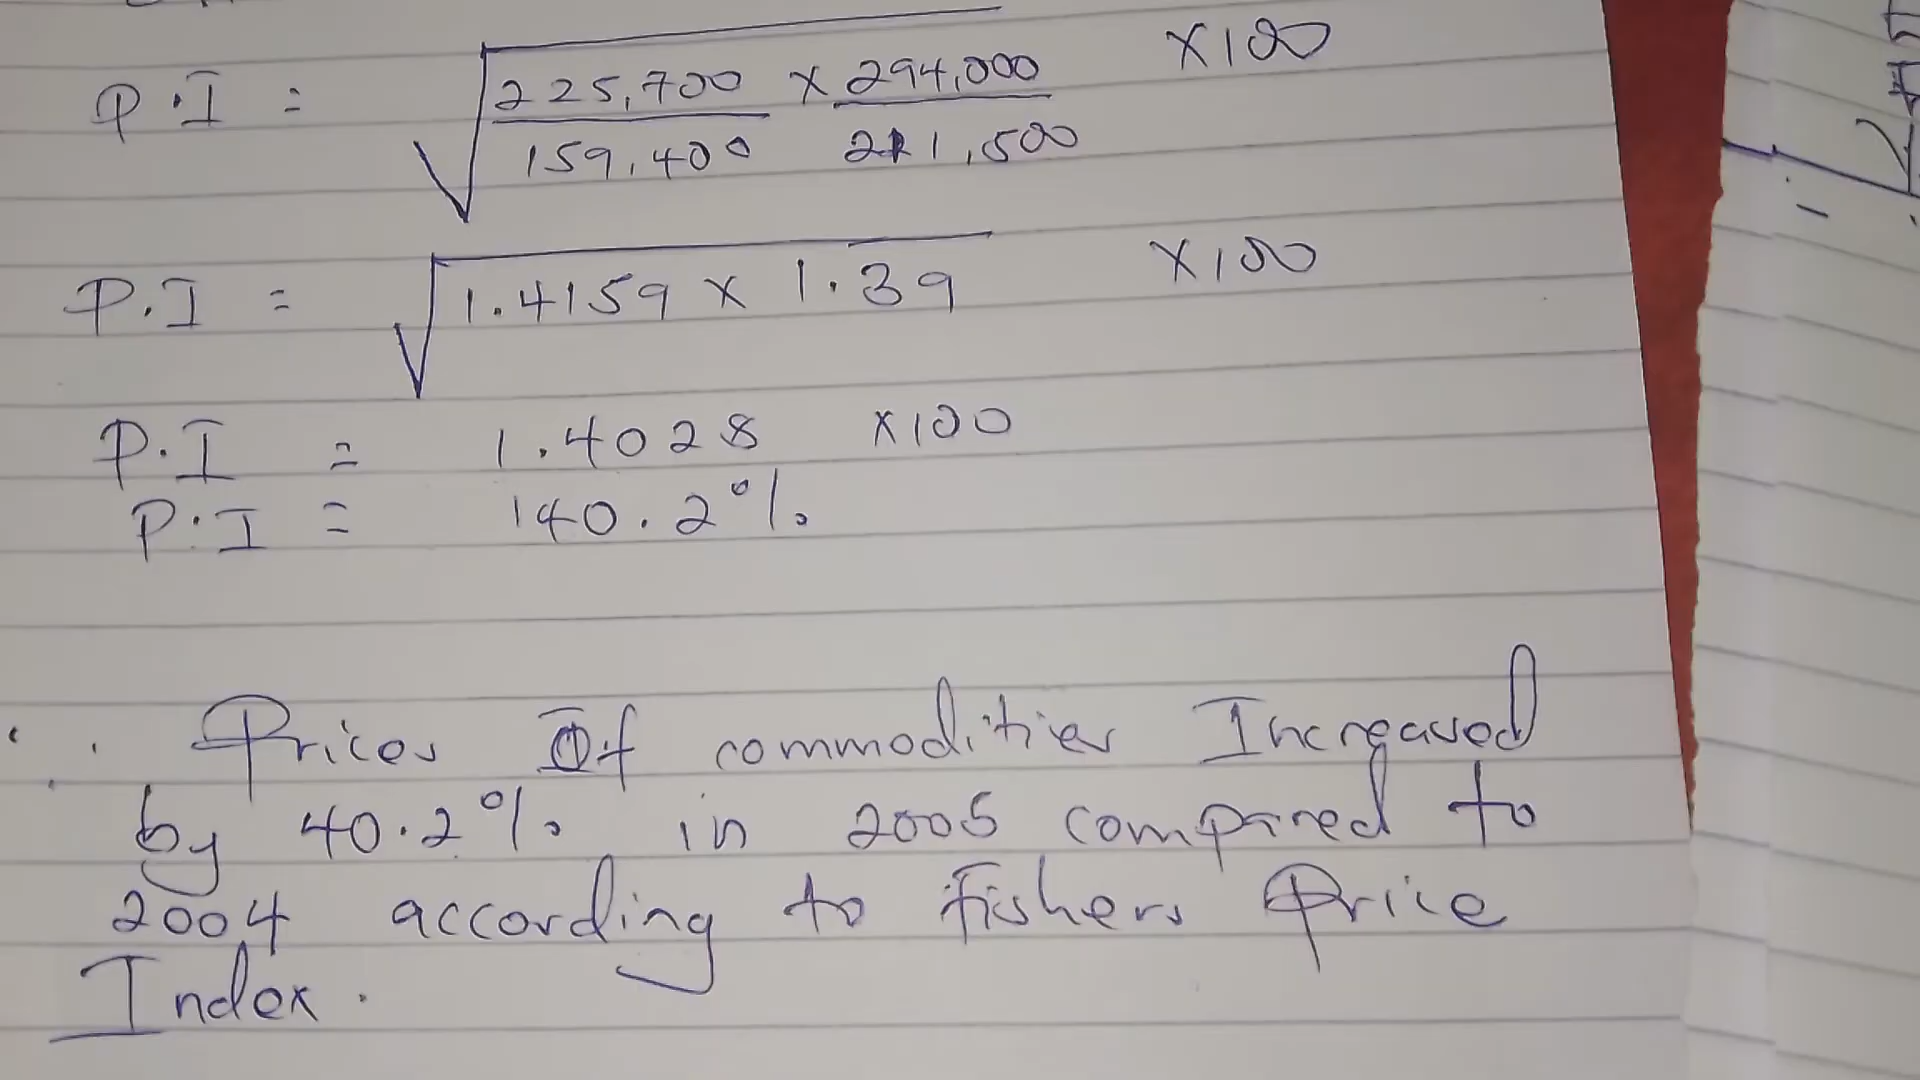 P.I = √225,700/159,400 × 294,000/211,500 ×100
P.I = √1.4159 × 1.39 ×100
P.I = 1.4028 ×100
P.I = 140.2%
∴ Prices Of commodities Increased
by 40.2% in 2005 compared to
2004 according to fishers Price
Index.